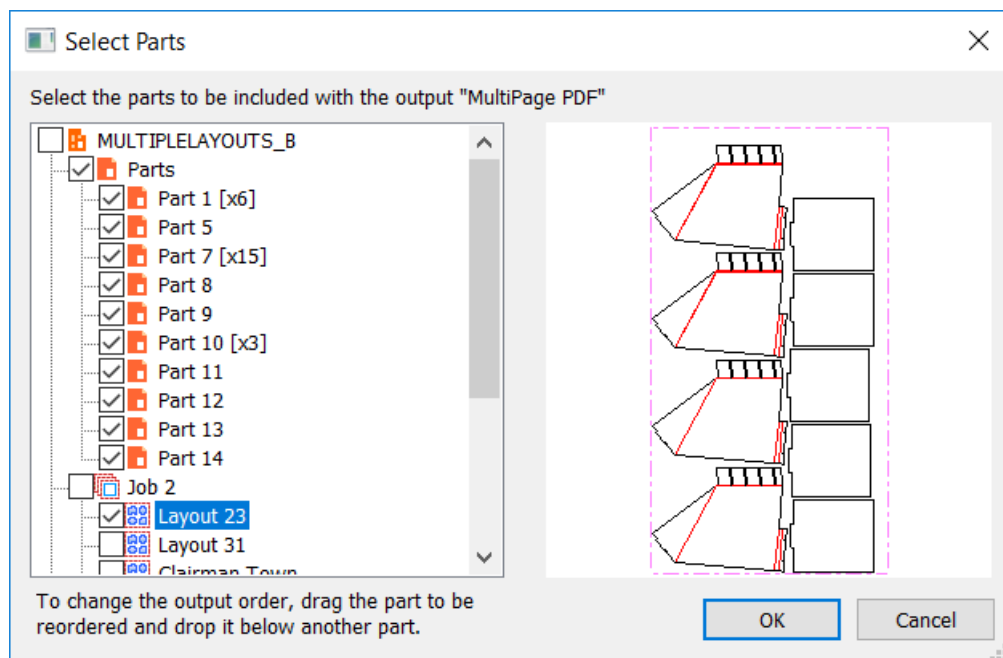 Select Parts
Select the parts to be included with the output "MultiPage PDF"
MULTIPLELAYOUTS_B
Parts
Part 1 [x6]
Part 5
Part 7 [x15]
Part 8
Part 9
Part 10 [x3]
Part 11
Part 12
Part 13
Part 14
Job 2
Layout 23
Layout 31
Clairman Town
To change the output order, drag the part to be
reordered and drop it below another part.
OK
Cancel